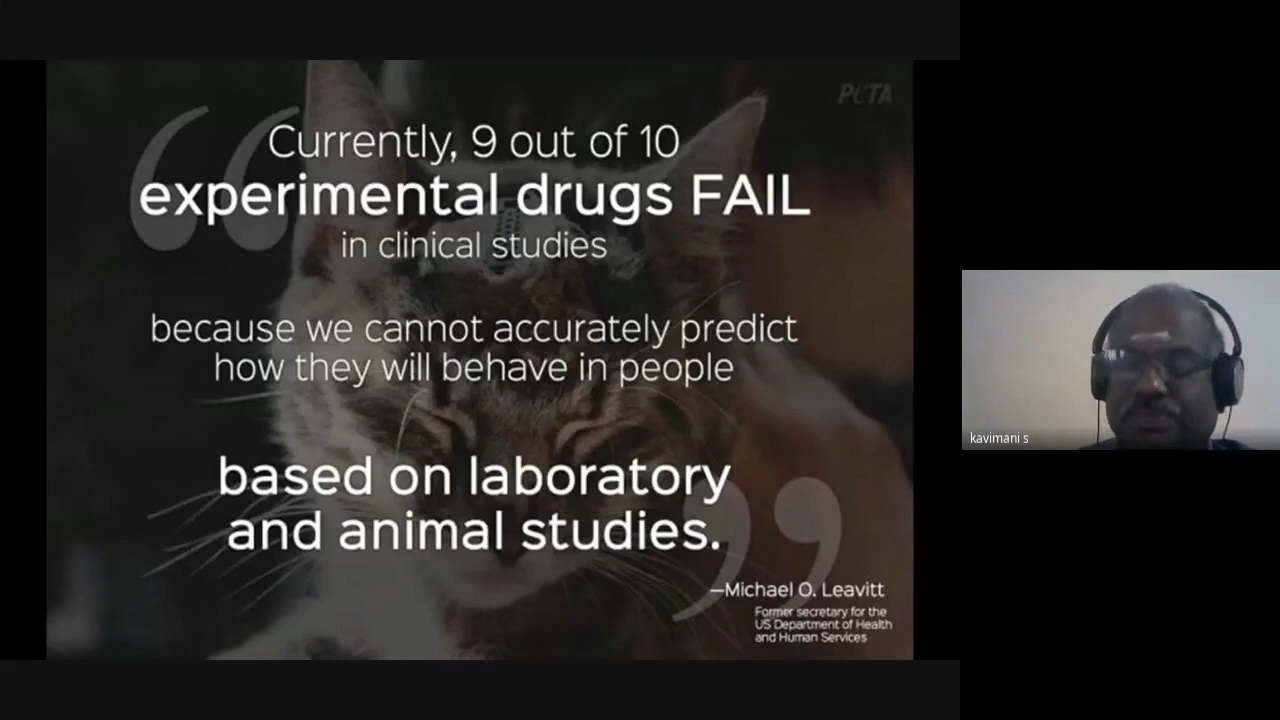 PETA
Currently, 9 out of 10
experimental drugs FAIL
in clinical studies
because we cannot accurately predict
how they will behave in people
based on laboratory
and animal studies.
—Michael O. Leavitt
Former secretary for the
US Department of Health
and Human Services
kavimani s